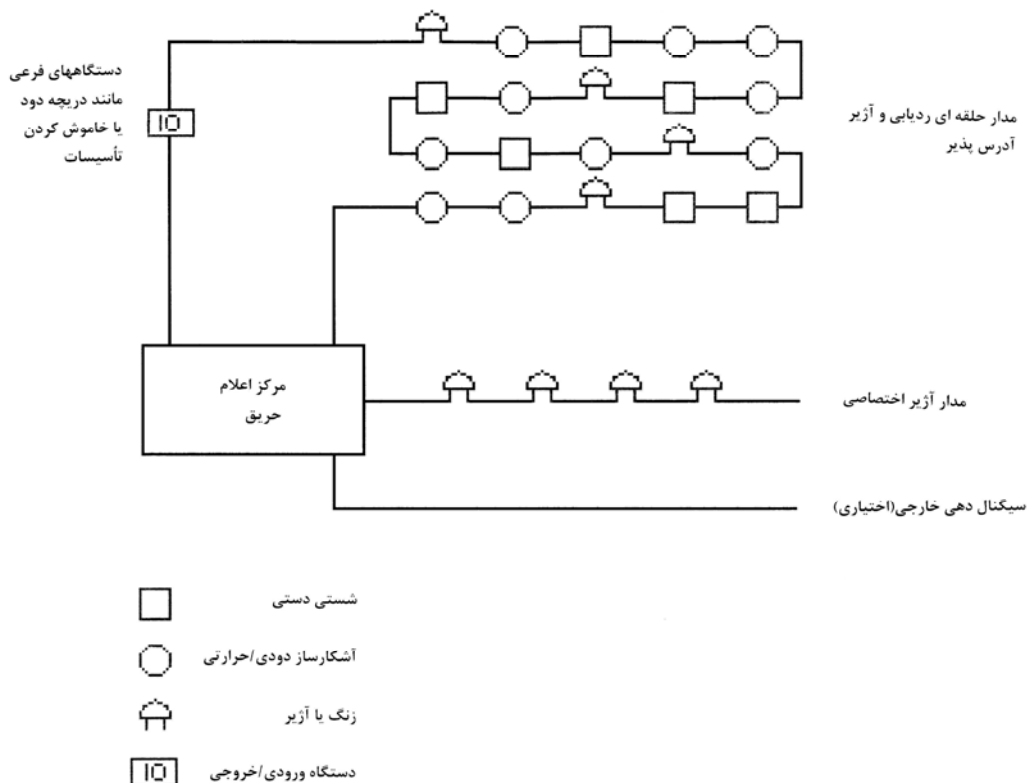 دستگاههای فرعی
مانند دریچه دود
یا خاموش کردن
تأسیسات
IO
مدار حلقه ای ردیابی و آژیر
آدرس پذیر
مرکز اعلام
حریق
مدار آژیر اختصاصی
سیگنال دهی خارجی(اختیاری)
شستی دستی
آشکارساز دودی/حرارتی
زنگ یا آژیر
دستگاه ورودی/خروجی
IO